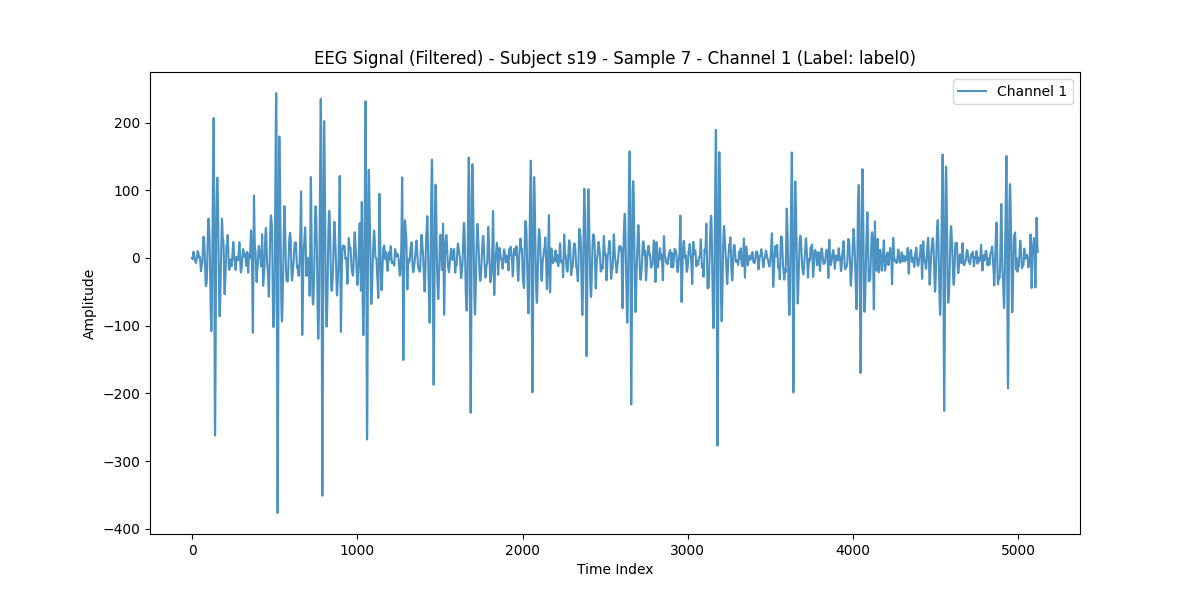 EEG Signal (Filtered) - Subject s19 - Sample 7 - Channel 1 (Label: label0)
Channel 1
200
100
0
−100
−200
−300
−400
Amplitude
0 1000 2000 3000 4000 5000
Time Index